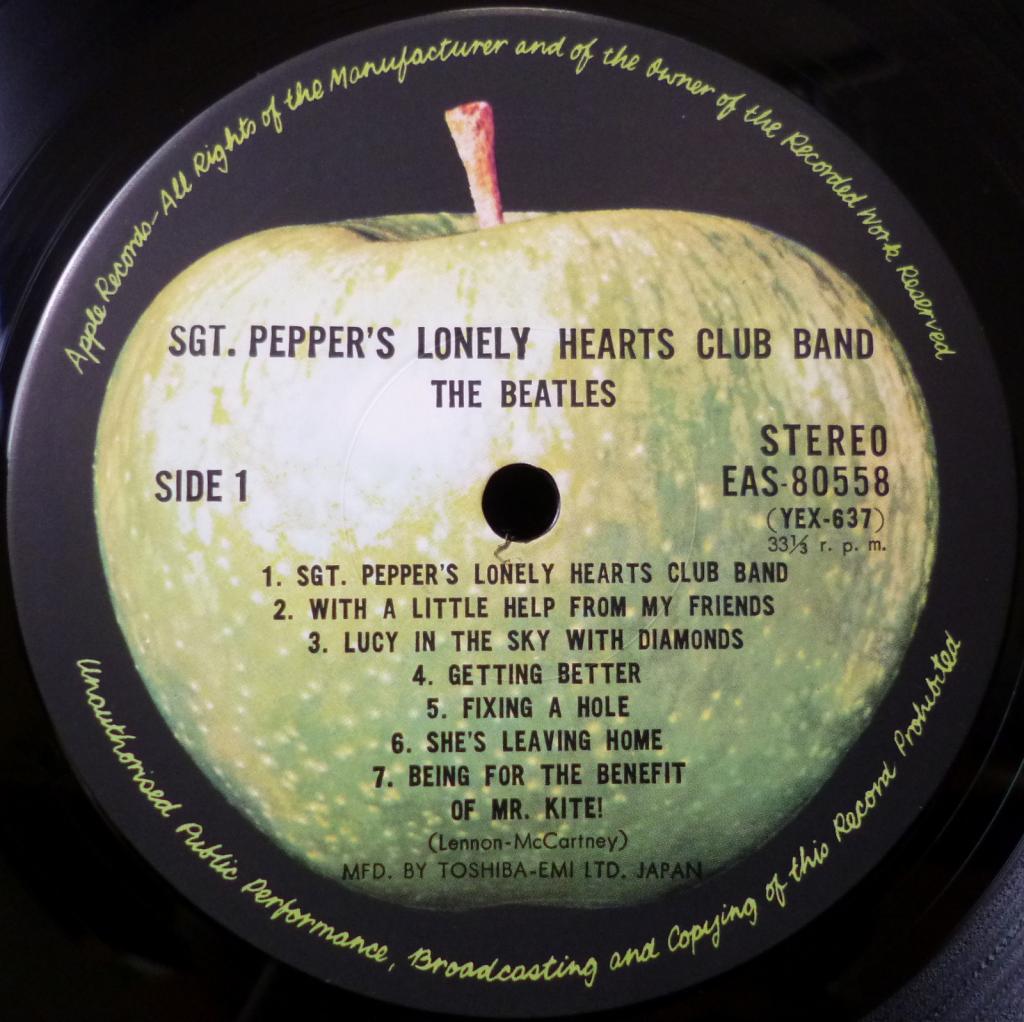 Apple Records-All Rights of the Manufacturer and of the Owner of the Recorded Work Reserved
SGT. PEPPER'S LONELY HEARTS CLUB BAND
THE BEATLES
STEREO
SIDE 1
EAS-80558
(YEX-637)
33⅓ r. p. m.
1. SGT. PEPPER'S LONELY HEARTS CLUB BAND
2. WITH A LITTLE HELP FROM MY FRIENDS
3. LUCY IN THE SKY WITH DIAMONDS
4. GETTING BETTER
5. FIXING A HOLE
6. SHE'S LEAVING HOME
7. BEING FOR THE BENEFIT
OF MR. KITE!
(Lennon-McCartney)
MFD. BY TOSHIBA-EMI LTD. JAPAN
Unauthorised Public Performance, Broadcasting and Copying of this Record Prohibited